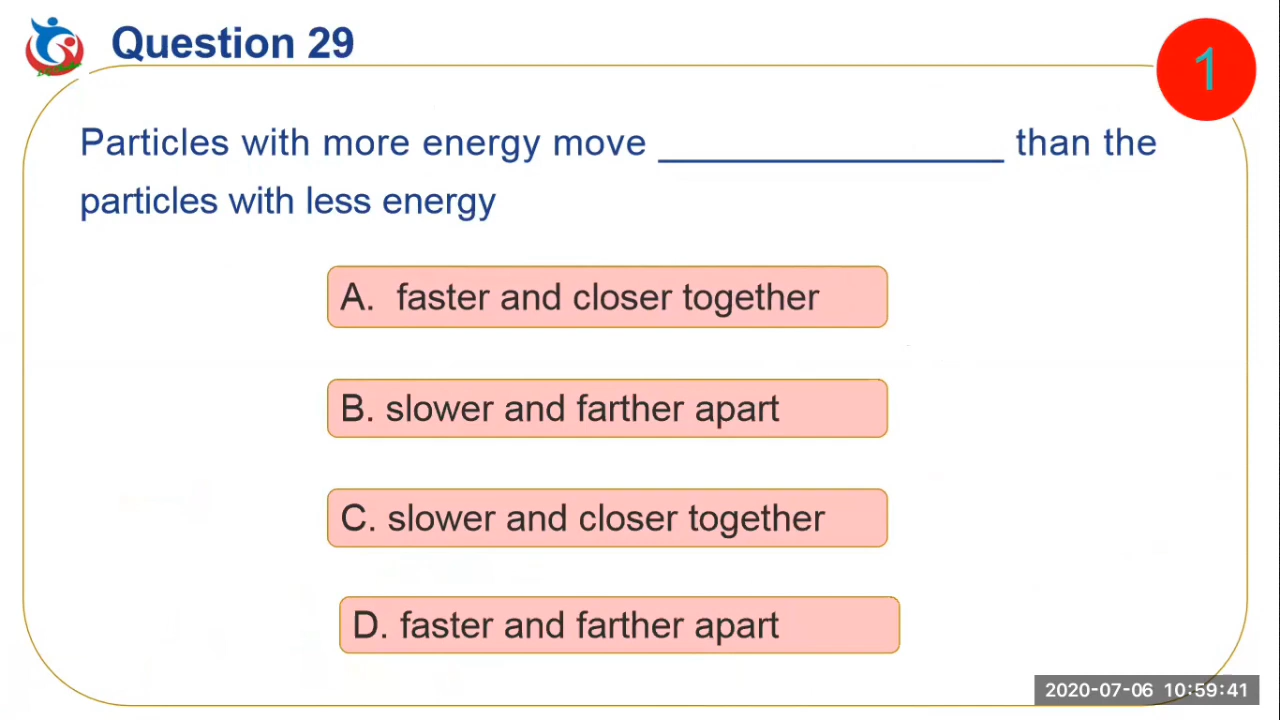 Question 29
1
Particles with more energy move _________________ than the
particles with less energy
A. faster and closer together
B. slower and farther apart
C. slower and closer together
D. faster and farther apart
2020-07-06 10:59:41